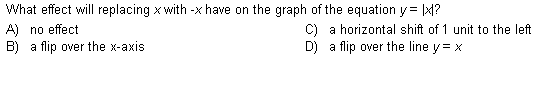 What effect will replacing x with -x have on the graph of the equation y = |x|?
A) no effect C) a horizontal shift of 1 unit to the left
B) a flip over the x-axis D) a flip over the line y = x